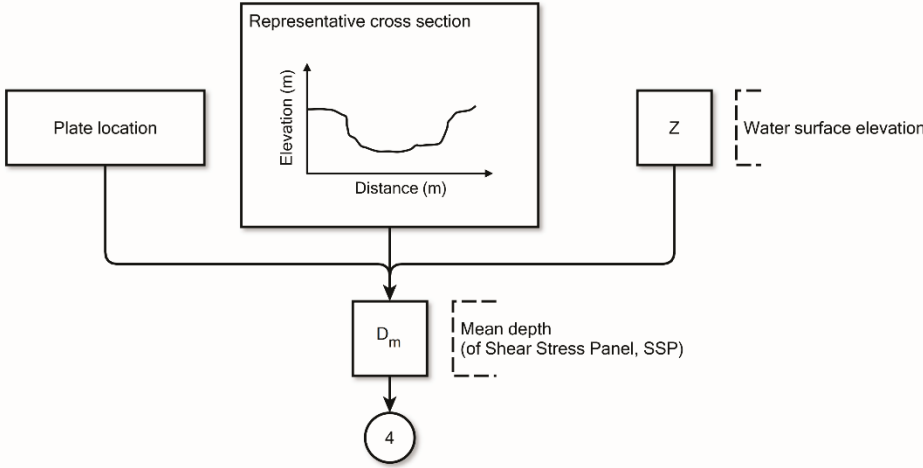 Representative cross section
Elevation (m)
Distance (m)
Plate location
Z
Water surface elevation
Dm
Mean depth
(of Shear Stress Panel, SSP)
4